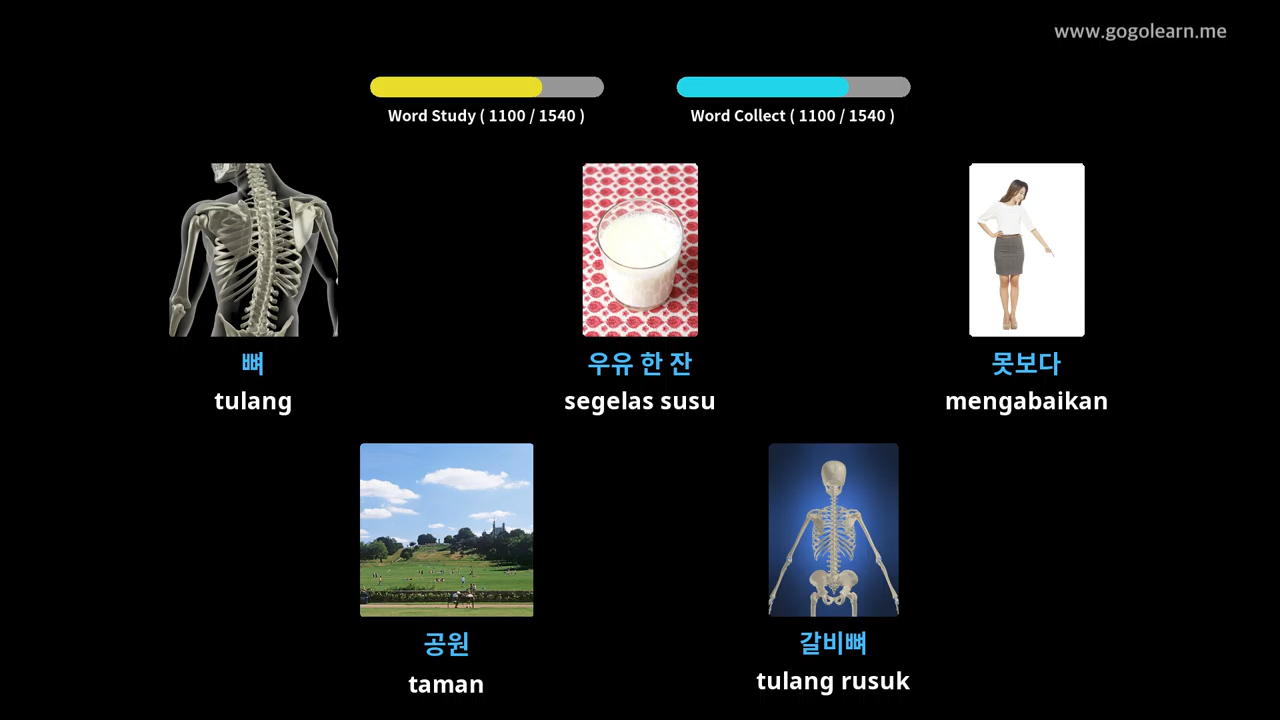 www.gogolearn.me
Word Study ( 1100 / 1540 )
Word Collect ( 1100 / 1540 )
뼈
tulang
우유 한 잔
segelas susu
못보다
mengabaikan
공원
taman
갈비뼈
tulang rusuk